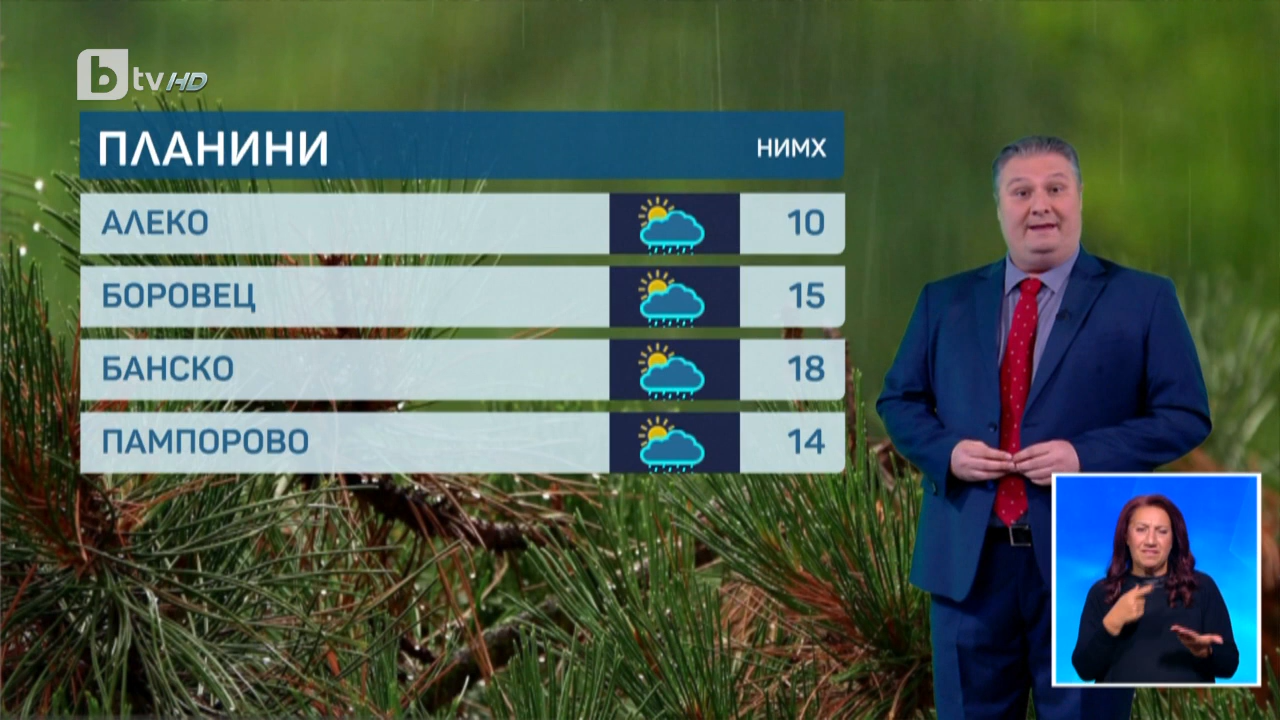 btv HD
ПЛАНИНИ НИМХ
АЛЕКО 10
БОРОВЕЦ 15
БАНСКО 18
ПАМПОРОВО 14